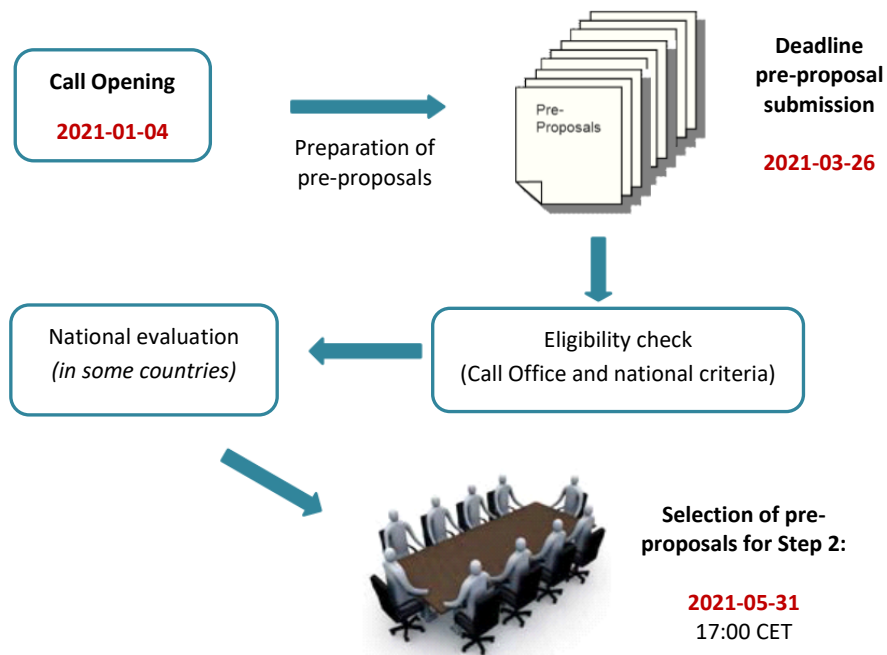 Call Opening
2021-01-04
Preparation of
pre-proposals
Pre-
Proposals
Deadline
pre-proposal
submission
2021-03-26
National evaluation
(in some countries)
Eligibility check
(Call Office and national criteria)
Selection of pre-
proposals for Step 2:
2021-05-31
17:00 CET